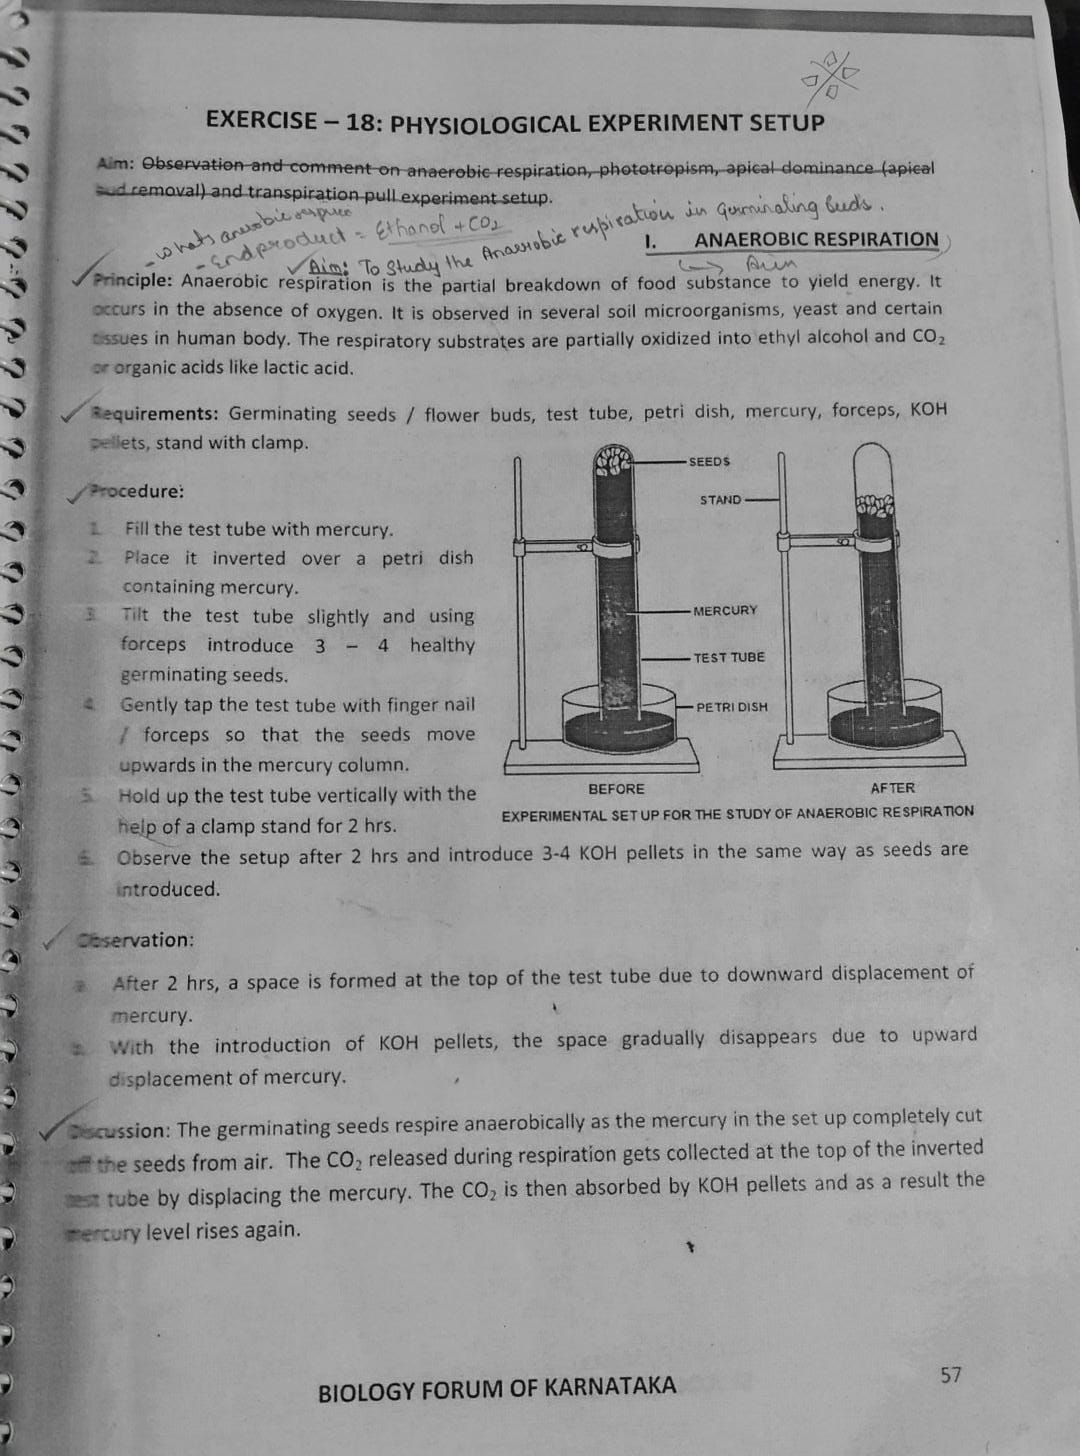 EXERCISE – 18: PHYSIOLOGICAL EXPERIMENT SETUP
Aim: Observation and comment on anaerobic respiration, phototropism, apical dominance (apical
bud removal) and transpiration pull experiment setup.
- whats anaerobic
- End product = Ethanol + CO2
Aim: To Study the Anaerobic respiration in Germinating Seeds.
I. ANAEROBIC RESPIRATION
Aim
Principle: Anaerobic respiration is the partial breakdown of food substance to yield energy. It
occurs in the absence of oxygen. It is observed in several soil microorganisms, yeast and certain
tissues in human body. The respiratory substrates are partially oxidized into ethyl alcohol and CO2
or organic acids like lactic acid.
Requirements: Germinating seeds / flower buds, test tube, petri dish, mercury, forceps, KOH
pellets, stand with clamp.
Procedure:
1. Fill the test tube with mercury.
2. Place it inverted over a petri dish
containing mercury.
3. Tilt the test tube slightly and using
forceps introduce 3 – 4 healthy
germinating seeds.
4. Gently tap the test tube with finger nail
/ forceps so that the seeds move
upwards in the mercury column.
5. Hold up the test tube vertically with the
help of a clamp stand for 2 hrs.
SEEDS
STAND
MERCURY
TEST TUBE
PETRI DISH
BEFORE
AFTER
EXPERIMENTAL SET UP FOR THE STUDY OF ANAEROBIC RESPIRATION
6. Observe the setup after 2 hrs and introduce 3-4 KOH pellets in the same way as seeds are
introduced.
Observation:
After 2 hrs, a space is formed at the top of the test tube due to downward displacement of
mercury.
With the introduction of KOH pellets, the space gradually disappears due to upward
displacement of mercury.
Discussion: The germinating seeds respire anaerobically as the mercury in the set up completely cut
off the seeds from air. The CO2 released during respiration gets collected at the top of the inverted
test tube by displacing the mercury. The CO2 is then absorbed by KOH pellets and as a result the
mercury level rises again.
BIOLOGY FORUM OF KARNATAKA
57